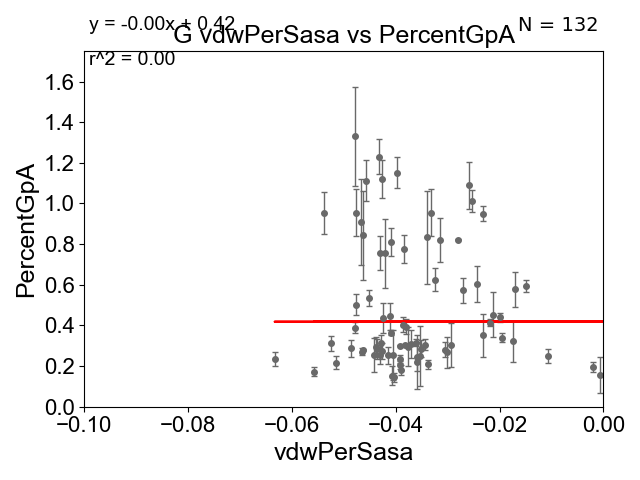 y = -0.00x + 0.42
N = 132
G vdwPerSasa vs PercentGpA
r^2 = 0.00
1.6
1.4
1.2
1.0
0.8
0.6
0.4
0.2
0.0
PercentGpA
−0.10
−0.08
−0.06
−0.04
−0.02
0.00
vdwPerSasa